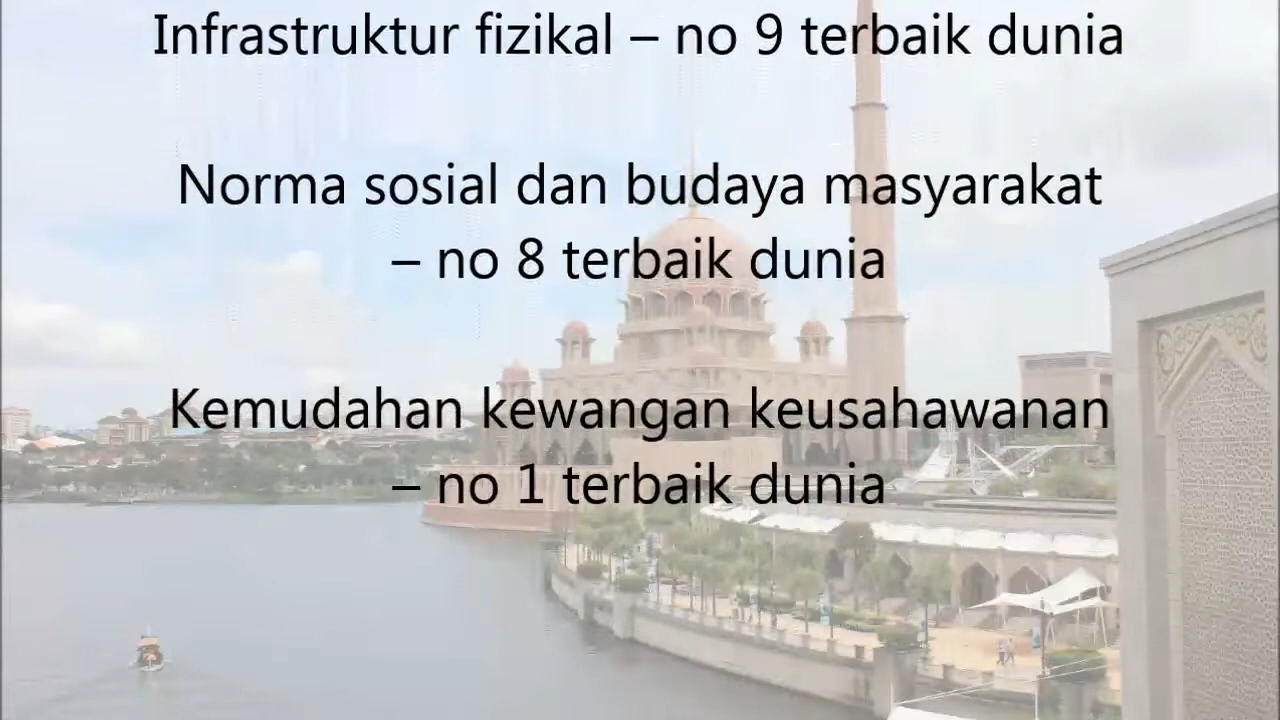 Infrastruktur fizikal – no 9 terbaik dunia
Norma sosial dan budaya masyarakat
– no 8 terbaik dunia
Kemudahan kewangan keusahawanan
– no 1 terbaik dunia